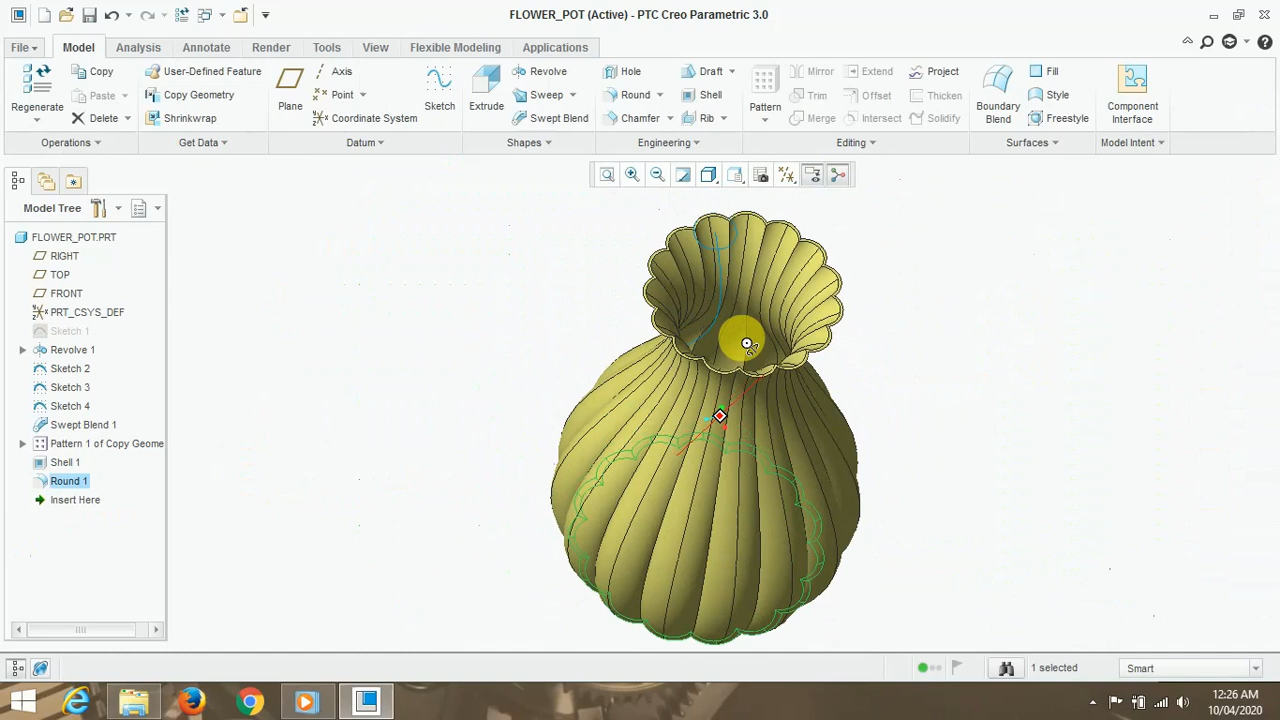 FLOWER_POT (Active) - PTC Creo Parametric 3.0
File Model Analysis Annotate Render Tools View Flexible Modeling Applications
Regenerate Copy Paste Delete
User-Defined Feature Copy Geometry Shrinkwrap
Plane Axis Point Coordinate System Sketch
Extrude Revolve Sweep Swept Blend
Hole Round Chamfer Draft Shell Rib
Pattern Mirror Trim Merge Extend Offset Intersect Project Thicken Solidify
Boundary Blend Fill Style Freestyle
Component Interface
Operations Get Data Datum Shapes Engineering Editing Surfaces Model Intent
Model Tree
FLOWER_POT.PRT
RIGHT
TOP
FRONT
PRT_CSYS_DEF
Sketch 1
Revolve 1
Sketch 2
Sketch 3
Sketch 4
Swept Blend 1
Pattern 1 of Copy Geome
Shell 1
Round 1
Insert Here
1 selected Smart
12:26 AM
10/04/2020